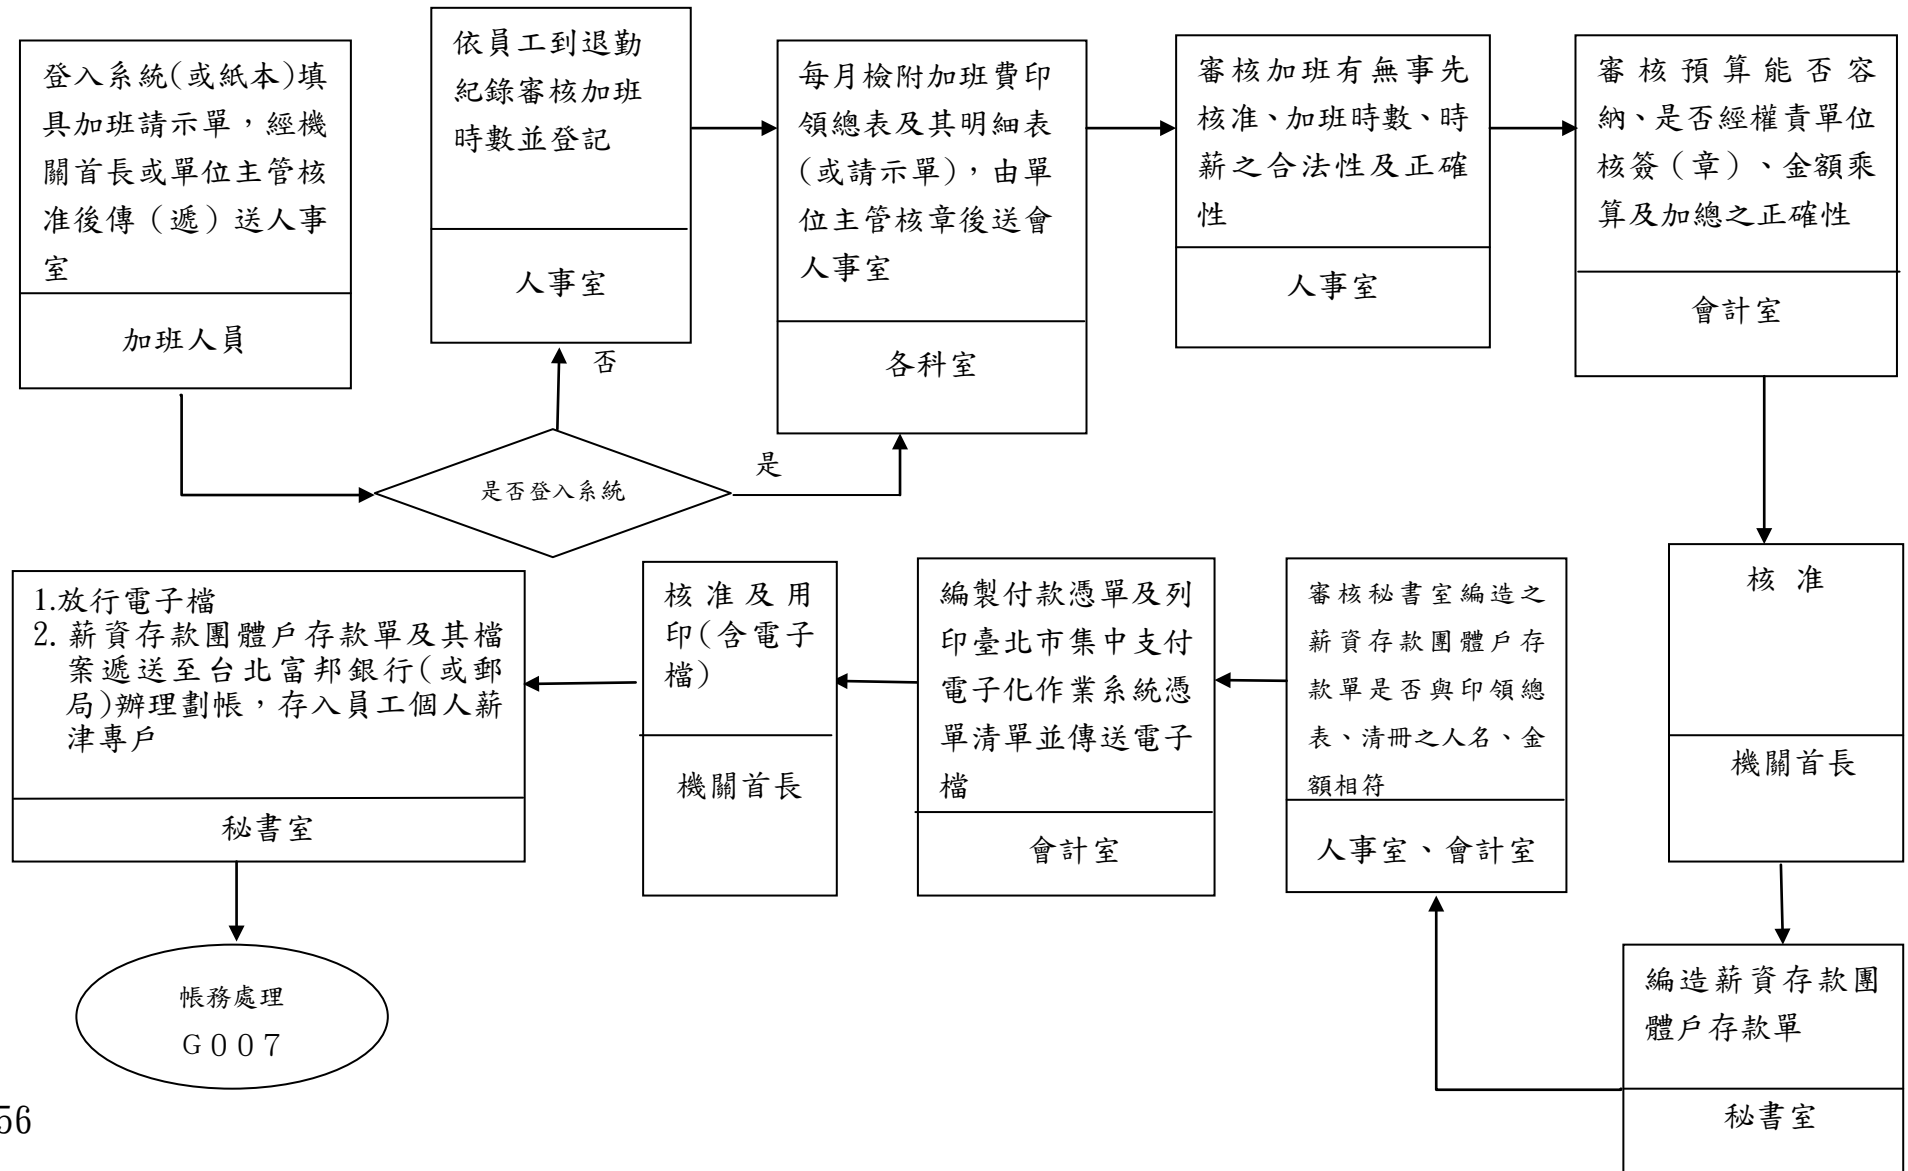 登入系統(或紙本)填
具加班請示單，經機
關首長或單位主管核
准後傳（遞）送人事
室
加班人員
依員工到退勤
紀錄審核加班
時數並登記
人事室
否
是否登入系統
是
每月檢附加班費印
領總表及其明細表
(或請示單)，由單
位主管核章後送會
人事室
各科室
審核加班有無事先
核准、加班時數、時
薪之合法性及正確
性
人事室
審核預算能否容
納、是否經權責單位
核簽（章）、金額乘
算及加總之正確性
會計室
核 准
機關首長
編造薪資存款團
體戶存款單
秘書室
審核秘書室編造之
薪資存款團體戶存
款單是否與印領總
表、清冊之人名、金
額相符
人事室、會計室
編製付款憑單及列
印臺北市集中支付
電子化作業系統憑
單清單並傳送電子
檔
會計室
核准及用
印(含電子
檔)
機關首長
1.放行電子檔
2.薪資存款團體戶存款單及其檔
案遞送至台北富邦銀行(或郵
局)辦理劃帳，存入員工個人薪
津專戶
秘書室
帳務處理
G００７
56